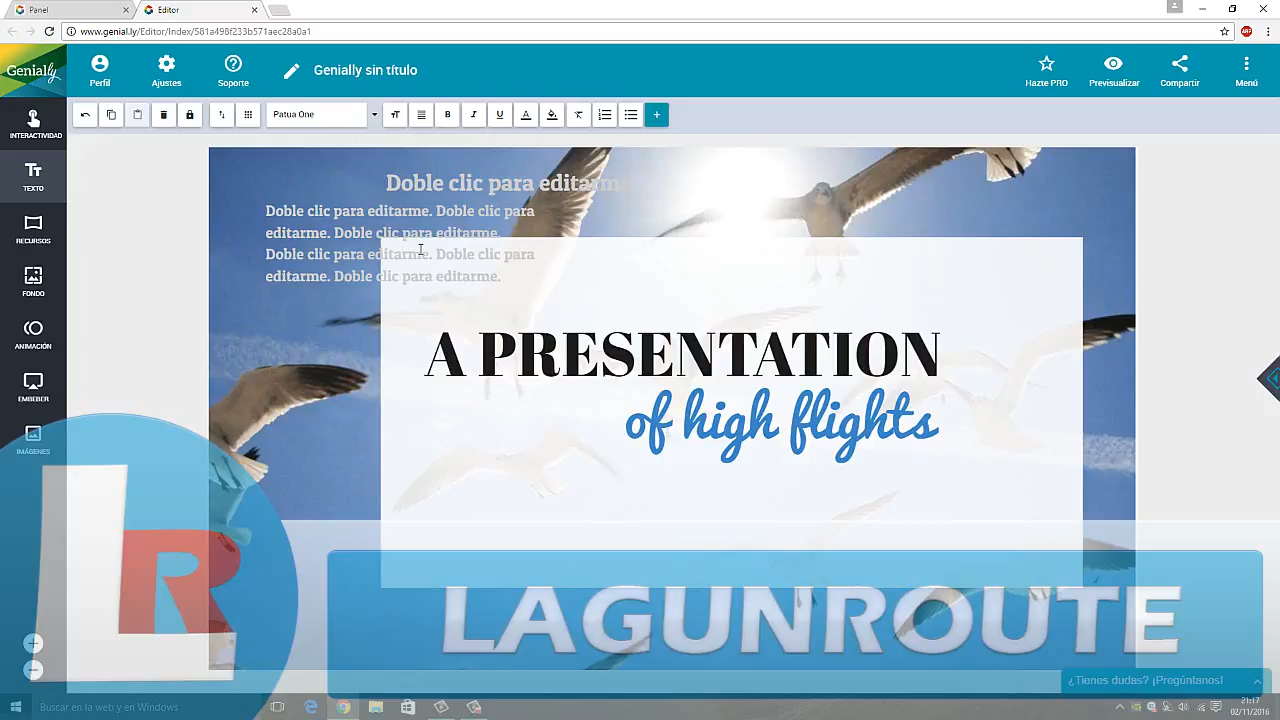 Panel
Editor
www.genial.ly/Editor/Index/581a498f233b571aec28a0a1
Genially
Perfil
Ajustes
Soporte
Genially sin título
Hazte PRO
Previsualizar
Compartir
Menú
Patua One
B
I
U
A
INTERACTIVIDAD
TEXTO
RECURSOS
FONDO
ANIMACIÓN
EMBEBER
IMÁGENES
Doble clic para editarme
Doble clic para editarme. Doble clic para
editarme. Doble clic para editarme.
Doble clic para editarme. Doble clic para
editarme. Doble clic para editarme.
A PRESENTATION
of high flights
LR
LAGUNROUTE
¿Tienes dudas? ¡Pregúntanos!
Buscar en la web y en Windows
21:17
02/11/2016